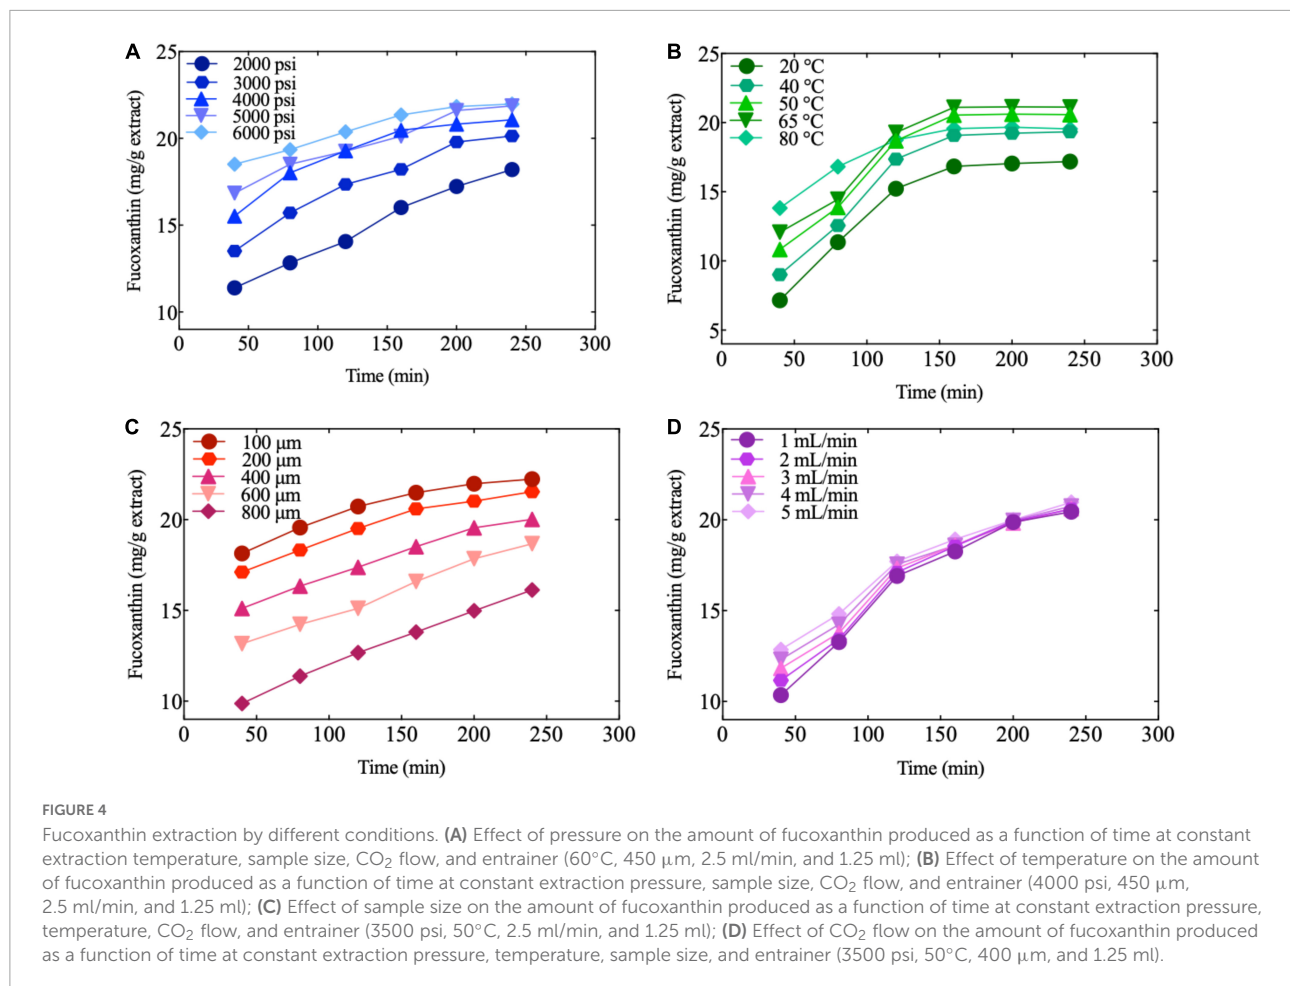 A
25
20
15
10
Fucoxanthin (mg/g extract)
2000 psi
3000 psi
4000 psi
5000 psi
6000 psi
0 50 100 150 200 250 300
Time (min)
B
25
20
15
10
5
Fucoxanthin (mg/g extract)
20 °C
40 °C
50 °C
65 °C
80 °C
0 50 100 150 200 250 300
Time (min)
C
25
20
15
10
Fucoxanthin (mg/g extract)
100 μm
200 μm
400 μm
600 μm
800 μm
0 50 100 150 200 250 300
Time (min)
D
25
20
15
10
Fucoxanthin (mg/g extract)
1 mL/min
2 mL/min
3 mL/min
4 mL/min
5 mL/min
0 50 100 150 200 250 300
Time (min)
FIGURE 4
Fucoxanthin extraction by different conditions. (A) Effect of pressure on the amount of fucoxanthin produced as a function of time at constant
extraction temperature, sample size, CO₂ flow, and entrainer (60°C, 450 μm, 2.5 ml/min, and 1.25 ml); (B) Effect of temperature on the amount
of fucoxanthin produced as a function of time at constant extraction pressure, sample size, CO₂ flow, and entrainer (4000 psi, 450 μm,
2.5 ml/min, and 1.25 ml); (C) Effect of sample size on the amount of fucoxanthin produced as a function of time at constant extraction pressure,
temperature, CO₂ flow, and entrainer (3500 psi, 50°C, 2.5 ml/min, and 1.25 ml); (D) Effect of CO₂ flow on the amount of fucoxanthin produced
as a function of time at constant extraction pressure, temperature, sample size, and entrainer (3500 psi, 50°C, 400 μm, and 1.25 ml).